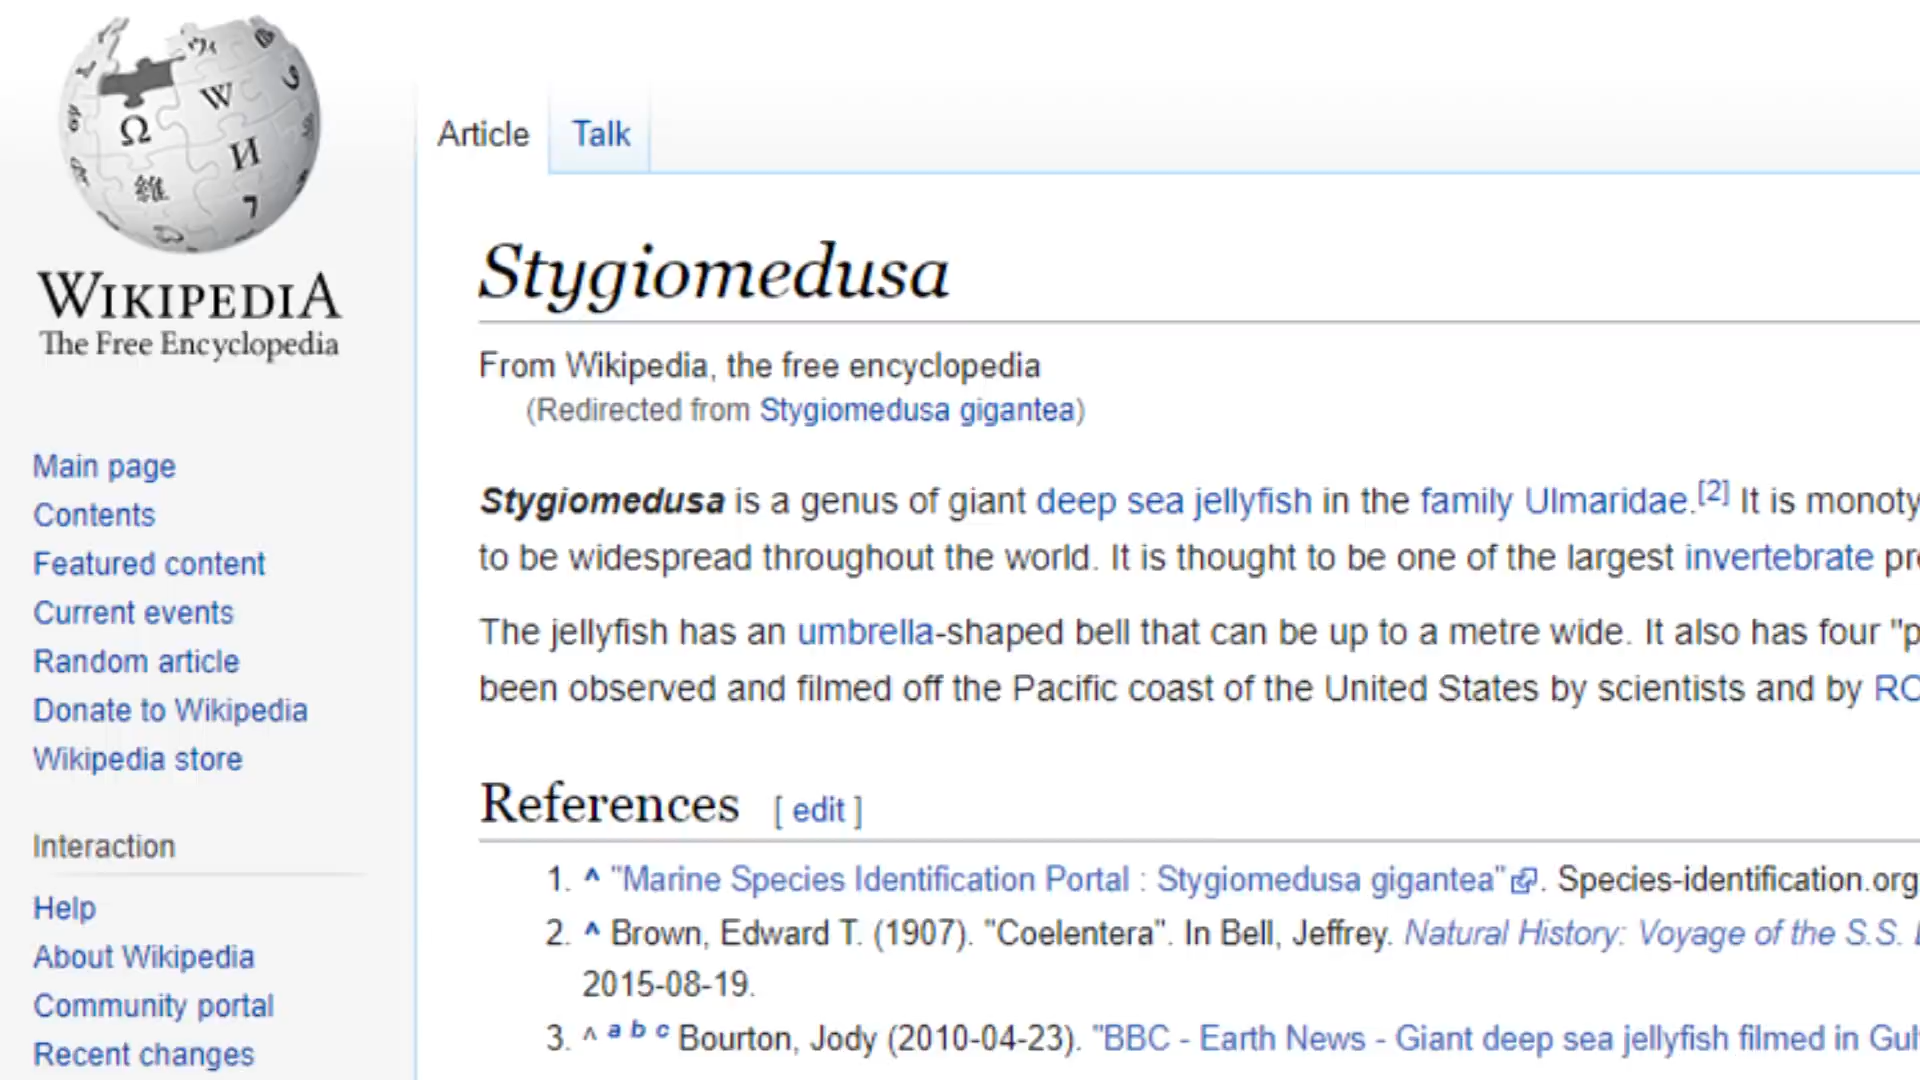 WIKIPEDIA
The Free Encyclopedia
Main page
Contents
Featured content
Current events
Random article
Donate to Wikipedia
Wikipedia store
Interaction
Help
About Wikipedia
Community portal
Recent changes
Article Talk
Stygiomedusa
From Wikipedia, the free encyclopedia
(Redirected from Stygiomedusa gigantea)
Stygiomedusa is a genus of giant deep sea jellyfish in the family Ulmaridae.[2] It is
to be widespread throughout the world. It is thought to be one of the largest invertebrate
The jellyfish has an umbrella-shaped bell that can be up to a metre wide. It also has four
been observed and filmed off the Pacific coast of the United States by scientists and by
References [ edit ]
1. ^ "Marine Species Identification Portal : Stygiomedusa gigantea". Species-identification.org
2. ^ Brown, Edward T. (1907). "Coelentera". In Bell, Jeffrey. Natural History: Voyage of the S.S.
2015-08-19.
3. ^ a b c Bourton, Jody (2010-04-23). "BBC - Earth News - Giant deep sea jellyfish filmed in